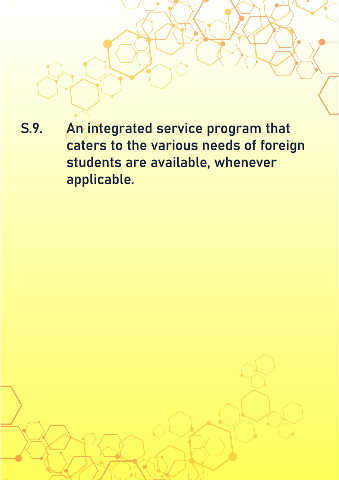 S.9. An integrated service program that
caters to the various needs of foreign
students are available, whenever
applicable.